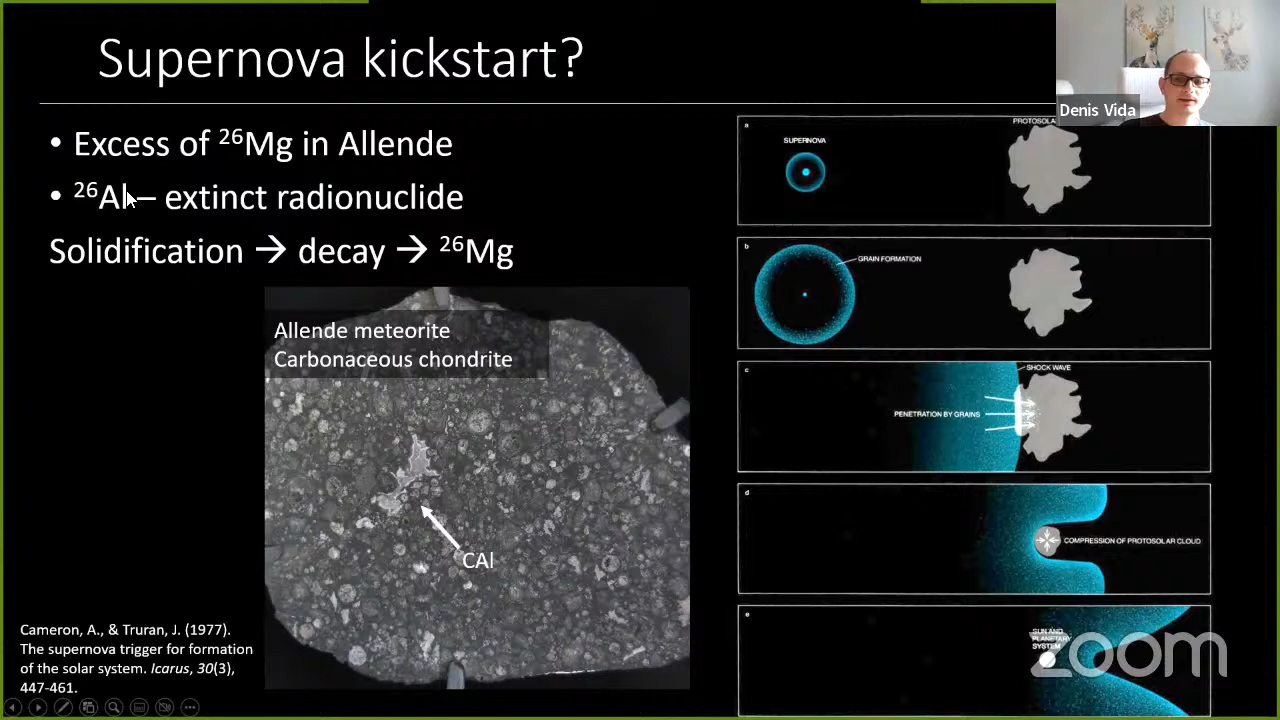 Supernova kickstart?
Denis Vida
• Excess of ²⁶Mg in Allende
• ²⁶Al – extinct radionuclide
Solidification → decay → ²⁶Mg
Allende meteorite
Carbonaceous chondrite
CAI
Cameron, A., & Truran, J. (1977).
The supernova trigger for formation
of the solar system. Icarus, 30(3),
447-461.
a
SUPERNOVA
PROTOSOLA
b
GRAIN FORMATION
c
SHOCK WAVE
PENETRATION BY GRAINS
d
COMPRESSION OF PROTOSOLAR CLOUD
e
SUN AND
PLANETARY
SYSTEM
zoom